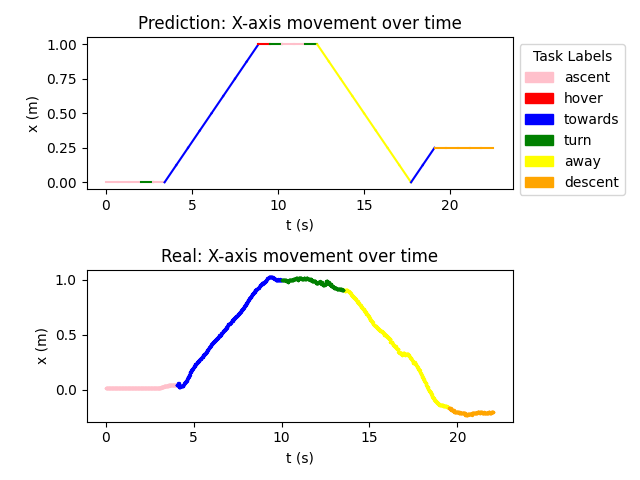 Prediction: X-axis movement over time
1.00
0.75
0.50
0.25
0.00
x (m)
0 5 10 15 20
t (s)
Task Labels
ascent
hover
towards
turn
away
descent
Real: X-axis movement over time
1.0
0.5
0.0
x (m)
0 5 10 15 20
t (s)